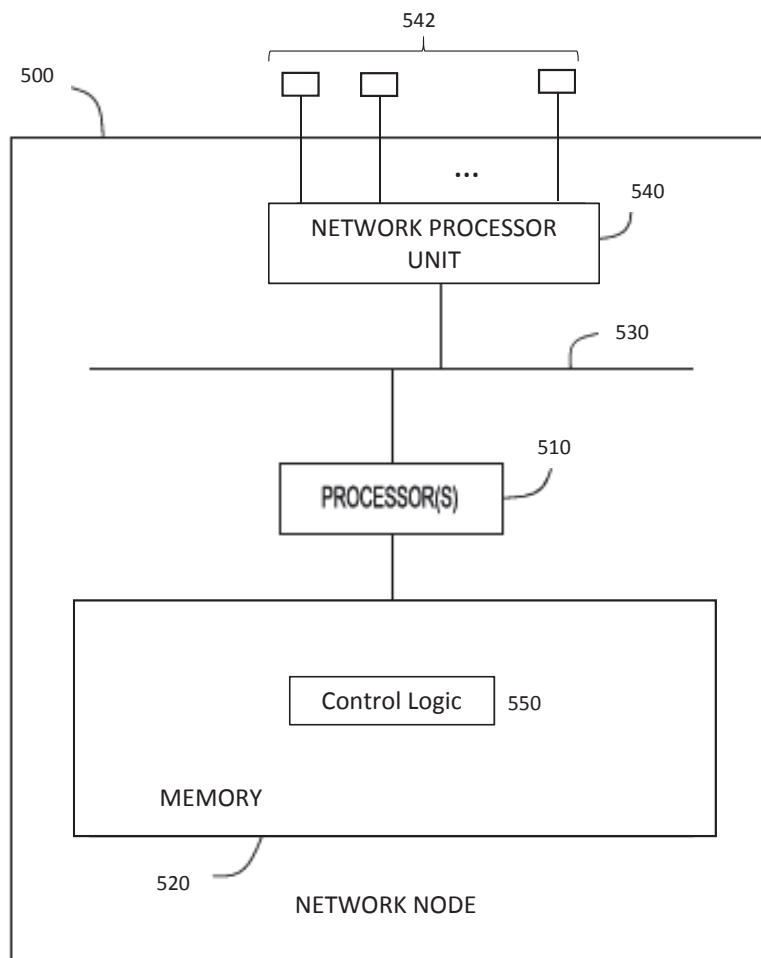 542
500
...
540
NETWORK PROCESSOR
UNIT
530
510
PROCESSOR(S)
Control Logic
550
MEMORY
520
NETWORK NODE